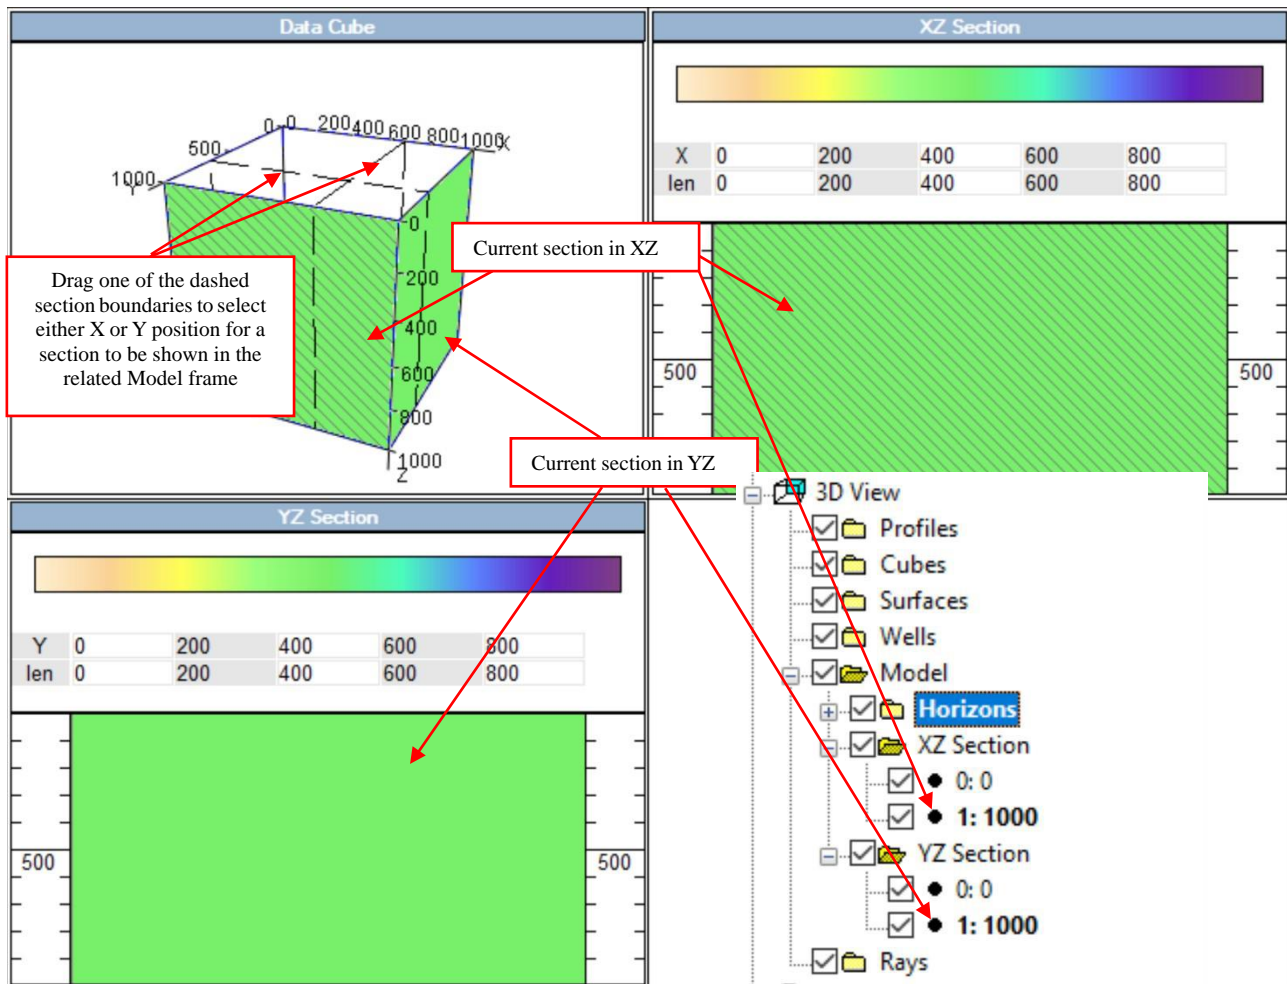 Data Cube
0 0 200 400 600 800 1000 X
500
1000
Y
0
200
400
600
800
1000
Z
Drag one of the dashed
section boundaries to select
either X or Y position for a
section to be shown in the
related Model frame
Current section in XZ
Current section in YZ
XZ Section
X 0 200 400 600 800
len 0 200 400 600 800
500 500
YZ Section
Y 0 200 400 600 800
len 0 200 400 600 800
500 500
3D View
Profiles
Cubes
Surfaces
Wells
Model
Horizons
XZ Section
0: 0
1: 1000
YZ Section
0: 0
1: 1000
Rays